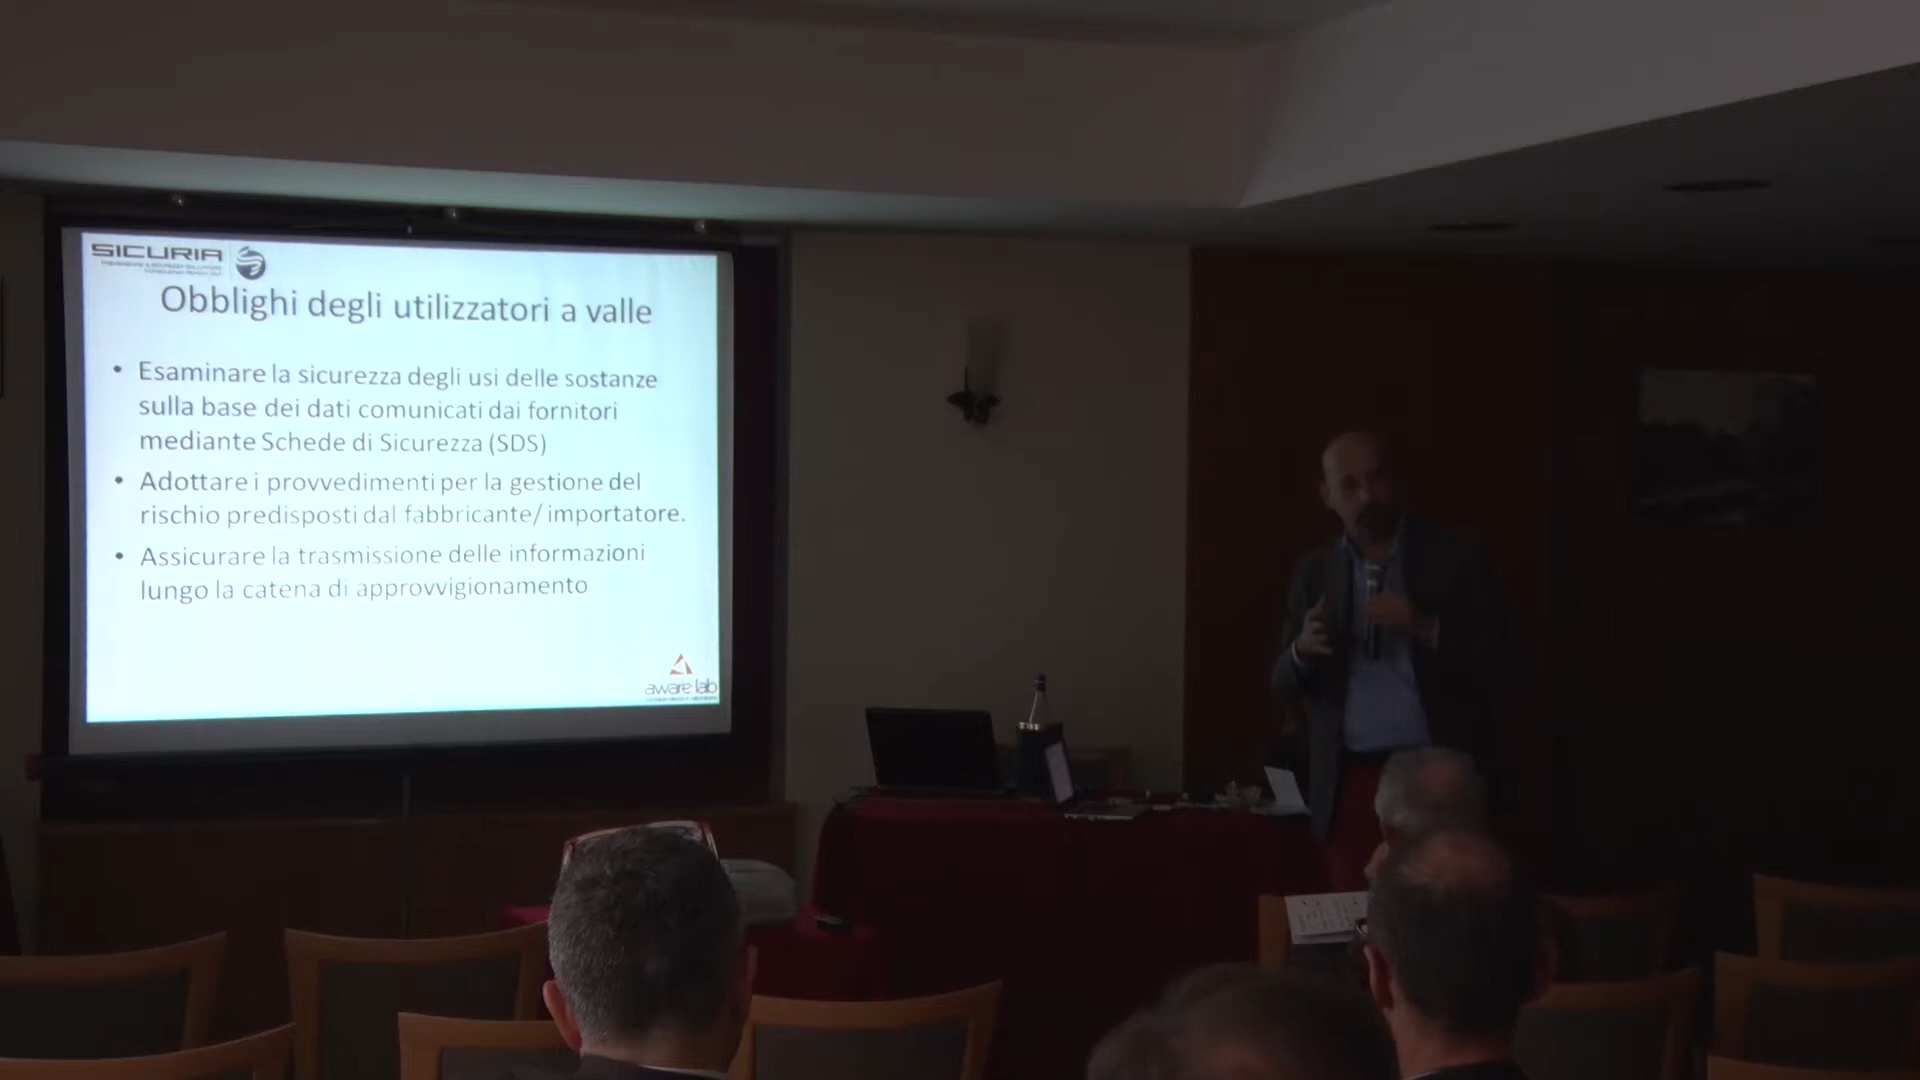 SICURIA
Obblighi degli utilizzatori a valle
• Esaminare la sicurezza degli usi delle sostanze
sulla base dei dati comunicati dai fornitori
mediante Schede di Sicurezza (SDS)
• Adottare i provvedimenti per la gestione del
rischio predisposti dal fabbricante/ importatore.
• Assicurare la trasmissione delle informazioni
lungo la catena di approvvigionamento
aware lab